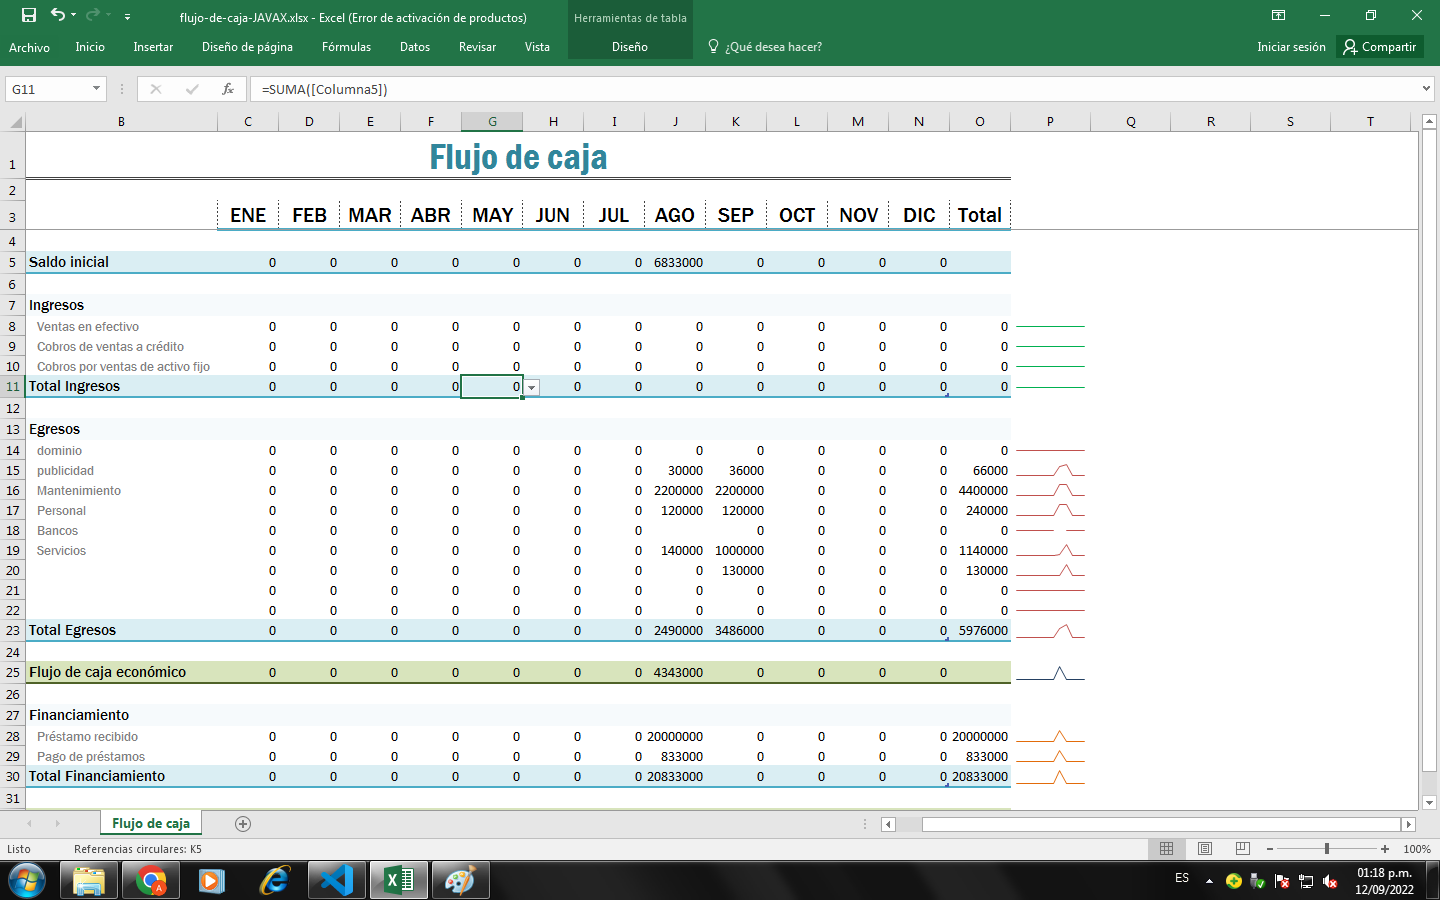 flujo-de-caja-JAVAX.xlsx - Excel (Error de activación de productos)
Herramientas de tabla
Archivo Inicio Insertar Diseño de página Fórmulas Datos Revisar Vista Diseño ¿Qué desea hacer? Iniciar sesión Compartir
G11 fx =SUMA([Columna5])
B C D E F G H I J K L M N O P Q R S T
1 Flujo de caja
2
3 ENE FEB MAR ABR MAY JUN JUL AGO SEP OCT NOV DIC Total
4
5 Saldo inicial 0 0 0 0 0 0 0 6833000 0 0 0 0
6
7 Ingresos
8 Ventas en efectivo 0 0 0 0 0 0 0 0 0 0 0 0 0
9 Cobros de ventas a crédito 0 0 0 0 0 0 0 0 0 0 0 0 0
10 Cobros por ventas de activo fijo 0 0 0 0 0 0 0 0 0 0 0 0 0
11 Total Ingresos 0 0 0 0 0 0 0 0 0 0 0 0 0
12
13 Egresos
14 dominio 0 0 0 0 0 0 0 0 0 0 0 0 0
15 publicidad 0 0 0 0 0 0 0 30000 36000 0 0 0 66000
16 Mantenimiento 0 0 0 0 0 0 0 2200000 2200000 0 0 0 4400000
17 Personal 0 0 0 0 0 0 0 120000 120000 0 0 0 240000
18 Bancos 0 0 0 0 0 0 0 0 0 0 0 0
19 Servicios 0 0 0 0 0 0 0 140000 1000000 0 0 0 1140000
20 0 0 0 0 0 0 0 0 130000 0 0 0 130000
21 0 0 0 0 0 0 0 0 0 0 0 0 0
22 0 0 0 0 0 0 0 0 0 0 0 0 0
23 Total Egresos 0 0 0 0 0 0 0 2490000 3486000 0 0 0 5976000
24
25 Flujo de caja económico 0 0 0 0 0 0 0 4343000 0 0 0 0
26
27 Financiamiento
28 Préstamo recibido 0 0 0 0 0 0 0 20000000 0 0 0 0 20000000
29 Pago de préstamos 0 0 0 0 0 0 0 833000 0 0 0 0 833000
30 Total Financiamiento 0 0 0 0 0 0 0 20833000 0 0 0 0 20833000
31
Flujo de caja
Listo Referencias circulares: K5 100%
ES 01:18 p.m.
12/09/2022